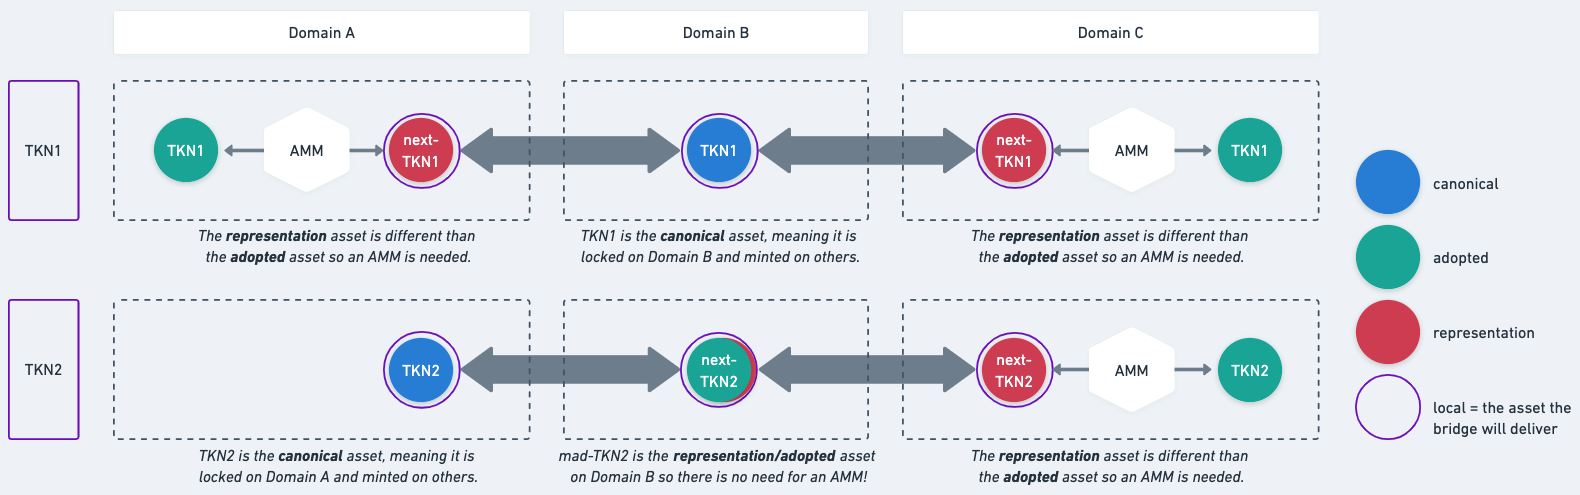 Domain A
Domain B
Domain C
TKN1
TKN1
AMM
next-
TKN1
TKN1
next-
TKN1
AMM
TKN1
The representation asset is different than
the adopted asset so an AMM is needed.
TKN1 is the canonical asset, meaning it is
locked on Domain B and minted on others.
The representation asset is different than
the adopted asset so an AMM is needed.
TKN2
TKN2
next-
TKN2
next-
TKN2
AMM
TKN2
TKN2 is the canonical asset, meaning it is
locked on Domain A and minted on others.
mad-TKN2 is the representation/adopted asset
on Domain B so there is no need for an AMM!
The representation asset is different than
the adopted asset so an AMM is needed.
canonical
adopted
representation
local = the asset the
bridge will deliver